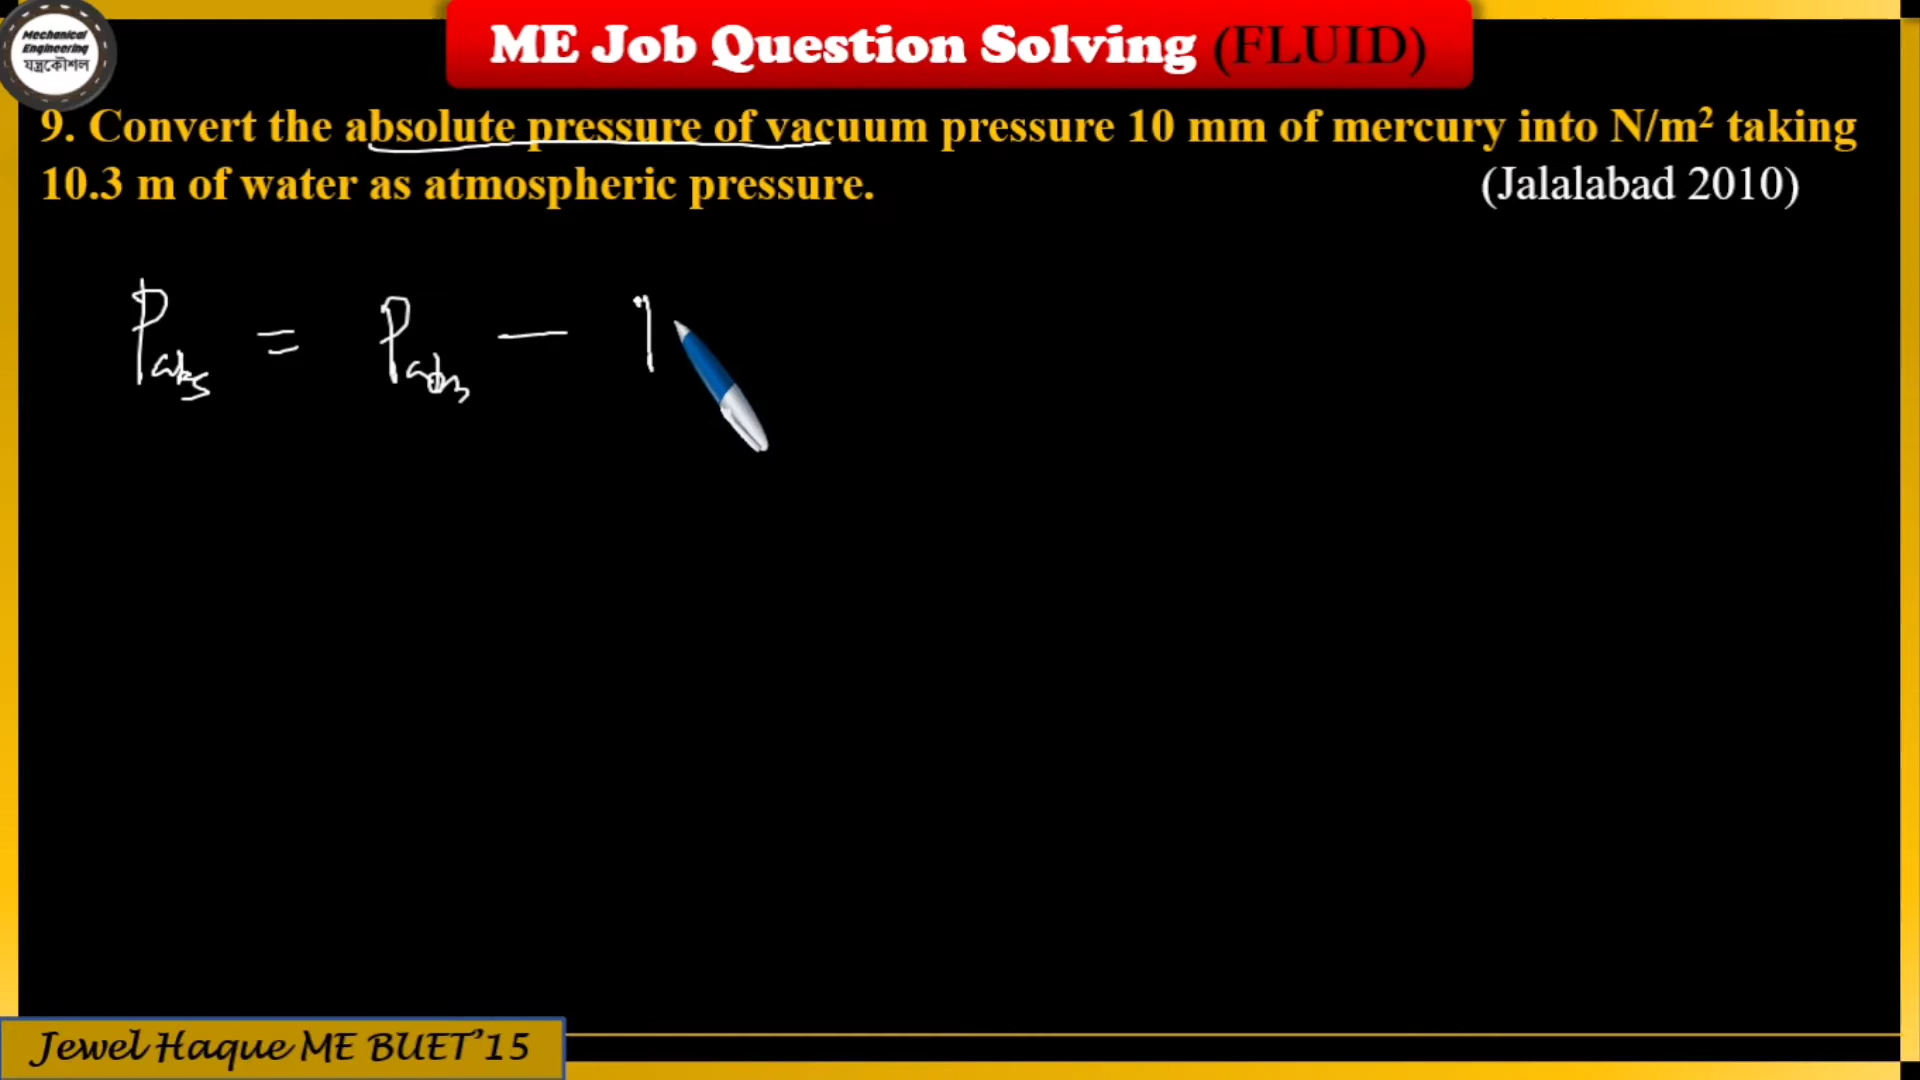 Mechanical
Engineering
যন্ত্রকৌশল
ME Job Question Solving (FLUID)
9. Convert the absolute pressure of vacuum pressure 10 mm of mercury into N/m² taking
10.3 m of water as atmospheric pressure. (Jalalabad 2010)
P_abs = P_atm —
Jewel Haque ME BUET’15